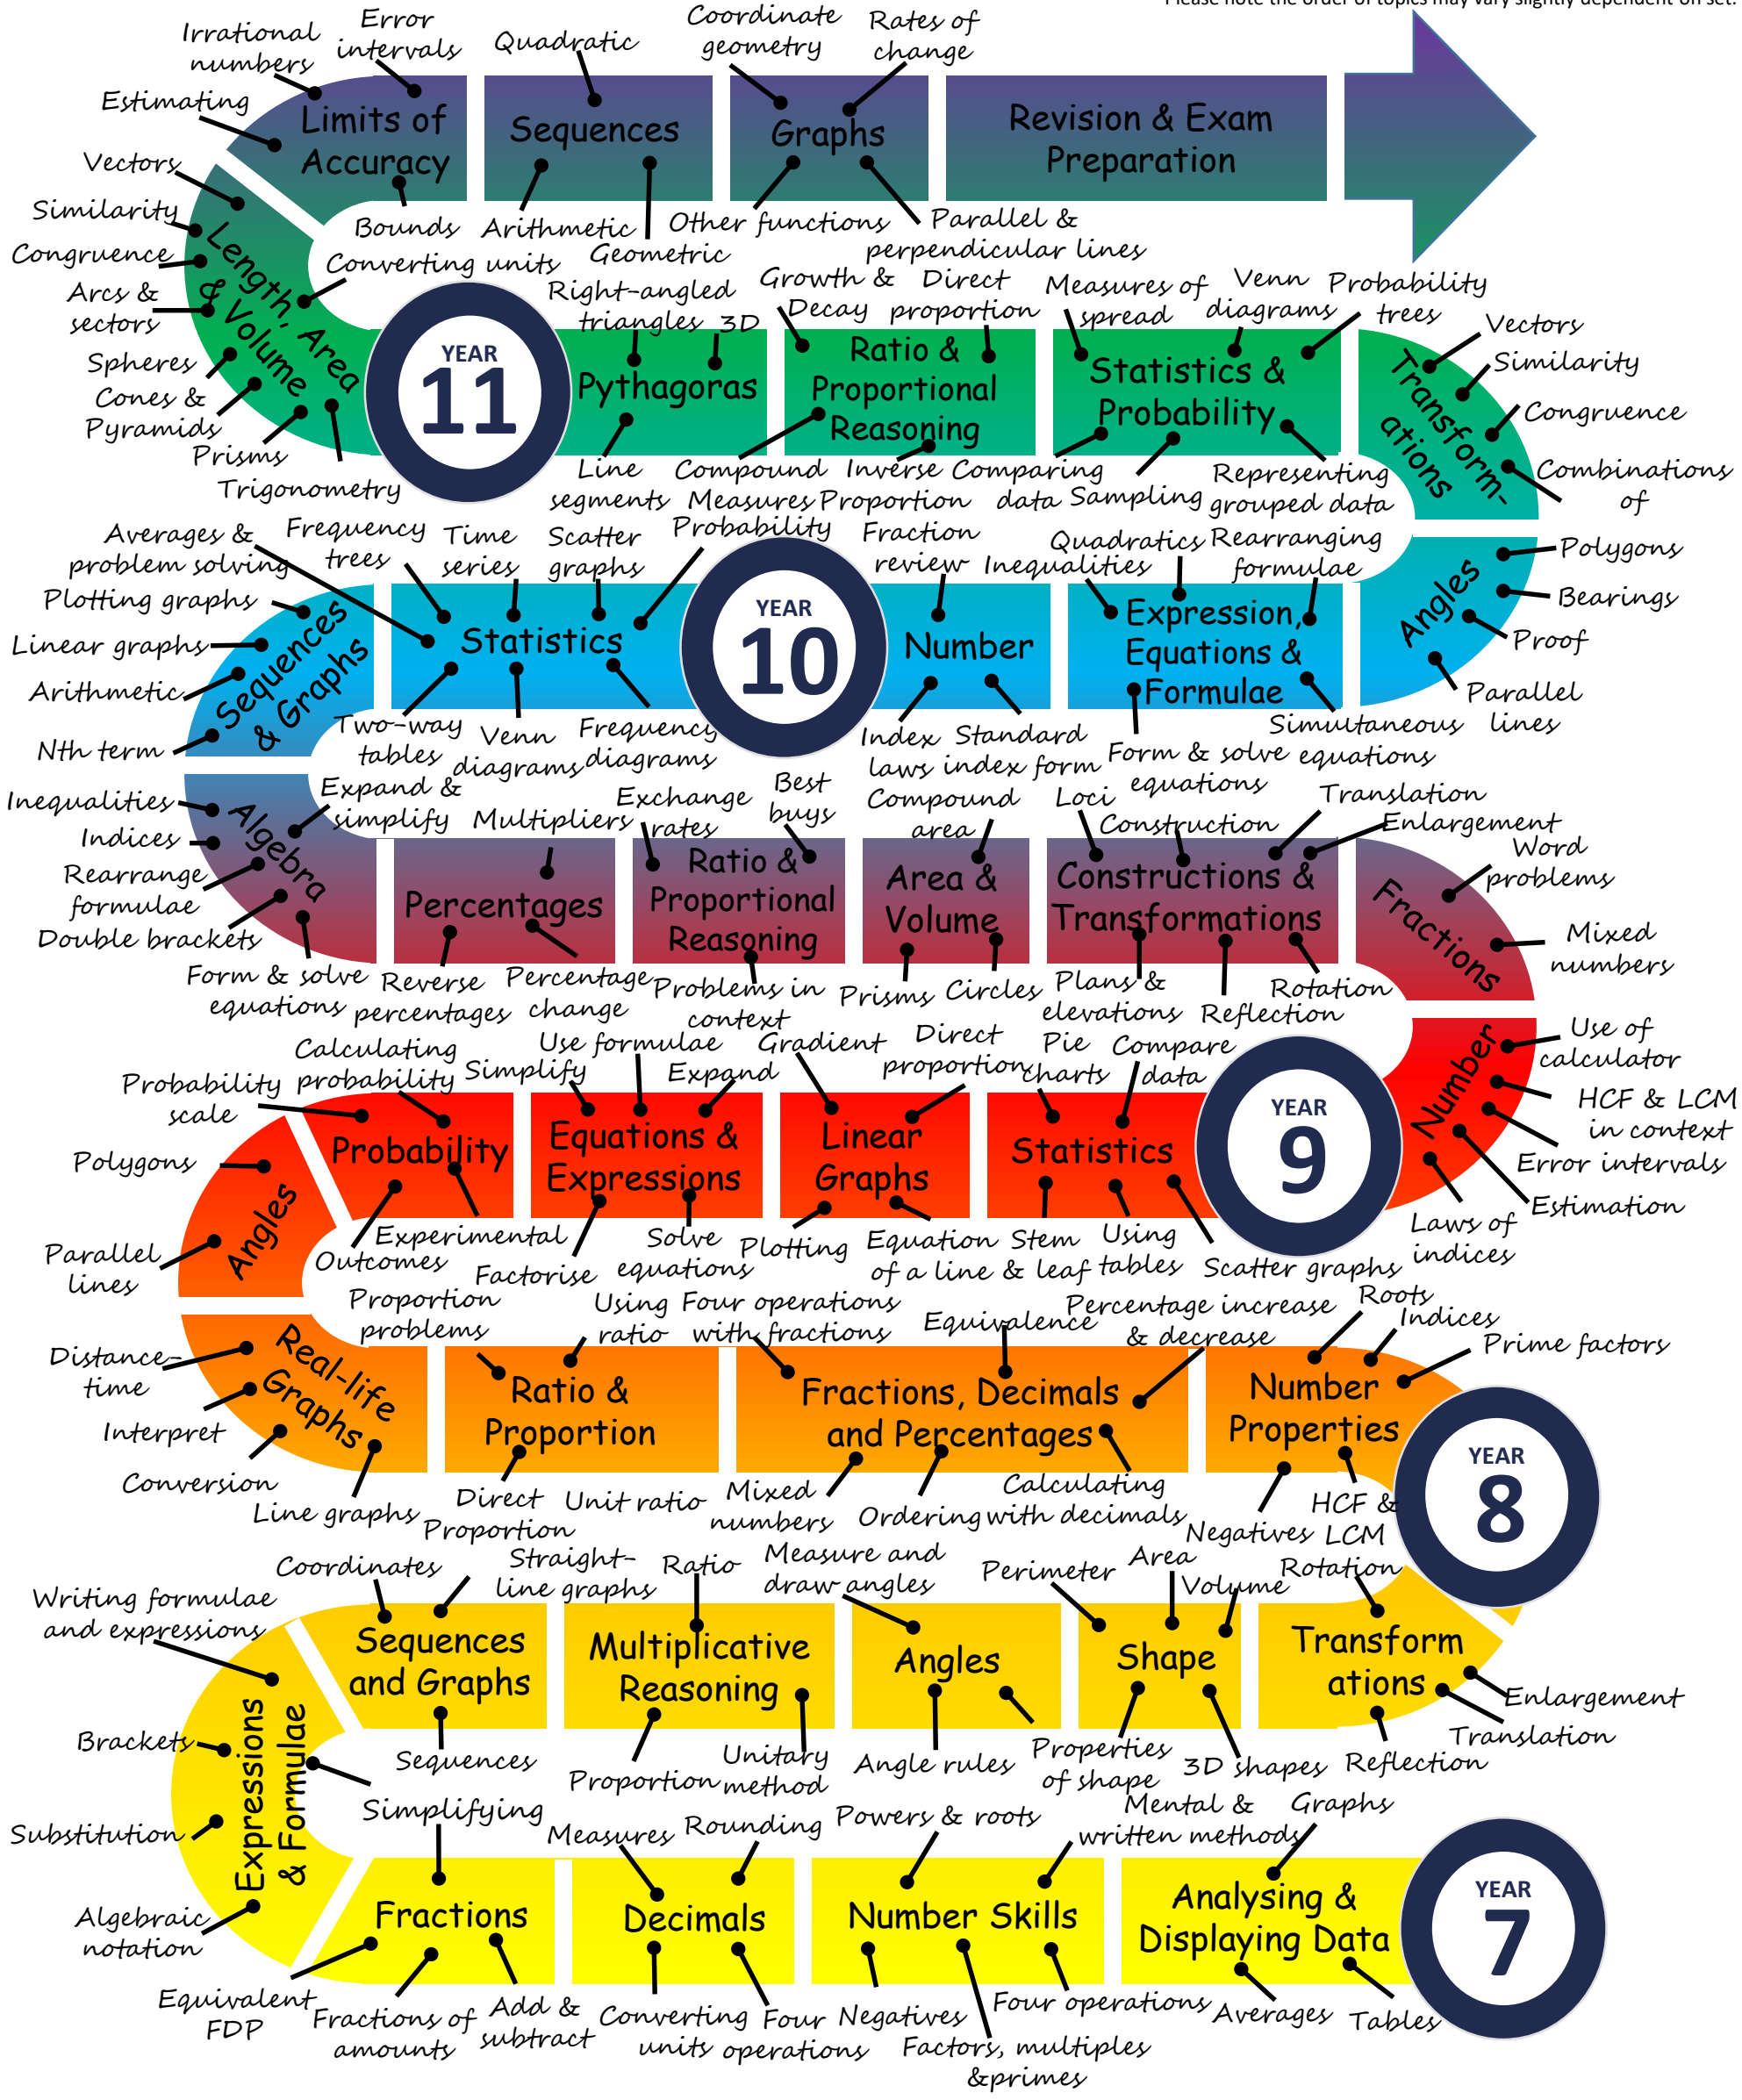 Please note the order of topics may vary slightly dependent on set.
Irrational
numbers
Error
intervals
Quadratic
Coordinate
geometry
Rates of
change
Estimating
Limits of
Accuracy
Sequences
Graphs
Revision & Exam
Preparation
Vectors
Similarity
Congruence
Arcs &
sectors
Spheres
Cones &
Pyramids
Prisms
Trigonometry
Length, Area
& Volume
Bounds
Converting units
Arithmetic
Geometric
Other functions
Parallel &
perpendicular lines
YEAR
11
Right-angled
triangles
3D
Growth &
Decay
Direct
proportion
Measures of
spread
Venn
diagrams
Probability
trees
Pythagoras
Ratio &
Proportional
Reasoning
Statistics &
Probability
Transform-
ations
Vectors
Similarity
Congruence
Combinations
of
Line
segments
Compound
Measures
Inverse
Proportion
Comparing
data
Sampling
Representing
grouped data
Averages &
problem solving
Frequency
trees
Time
series
Scatter
graphs
Probability
Fraction
review
Inequalities
Quadratics
Rearranging
formulae
Plotting graphs
Linear graphs
Arithmetic
Nth term
Sequences
& Graphs
Statistics
YEAR
10
Number
Expression,
Equations &
Formulae
Angles
Polygons
Bearings
Proof
Parallel
lines
Two-way
tables
Venn
diagrams
Frequency
diagrams
Index
laws
Standard
index form
Form & solve
equations
Simultaneous
equations
Inequalities
Indices
Rearrange
formulae
Double brackets
Form & solve
equations
Algebra
Expand &
simplify
Multipliers
Exchange
rates
Best
buys
Compound
area
Loci
Construction
Translation
Enlargement
Word
problems
Mixed
numbers
Percentages
Ratio &
Proportional
Reasoning
Area &
Volume
Constructions &
Transformations
Fractions
Reverse
percentages
Percentage
change
Problems in
context
Prisms
Circles
Plans &
elevations
Reflection
Rotation
Probability
scale
Calculating
probability
Simplify
Use formulae
Expand
Gradient
Direct
proportion
Pie
charts
Compare
data
YEAR
9
Number
Use of
calculator
HCF & LCM
in context
Error intervals
Estimation
Laws of
indices
Polygons
Parallel
lines
Angles
Probability
Equations &
Expressions
Linear
Graphs
Statistics
Outcomes
Experimental
Factorise
Solve
equations
Plotting
Equation
of a line
Stem
& leaf
Using
tables
Scatter graphs
Distance-
time
Interpret
Conversion
Line graphs
Real-life
Graphs
Proportion
problems
Using
ratio
Four operations
with fractions
Equivalence
Percentage increase
& decrease
Roots
Indices
Prime factors
Ratio &
Proportion
Fractions, Decimals
and Percentages
Number
Properties
YEAR
8
Direct
Proportion
Unit ratio
Mixed
numbers
Ordering
Calculating
with decimals
Negatives
HCF &
LCM
Writing formulae
and expressions
Coordinates
Straight-
line graphs
Ratio
Measure and
draw angles
Perimeter
Area
Volume
Rotation
Sequences
and Graphs
Multiplicative
Reasoning
Angles
Shape
Transform
ations
Enlargement
Translation
Reflection
Sequences
Proportion
Unitary
method
Angle rules
Properties
of shape
3D shapes
Brackets
Substitution
Algebraic
notation
Expressions
& Formulae
Simplifying
Measures
Rounding
Powers & roots
Mental &
written methods
Graphs
Fractions
Decimals
Number Skills
Analysing &
Displaying Data
YEAR
7
Equivalent
FDP
Fractions of
amounts
Add &
subtract
Converting
units
Four
operations
Negatives
Factors, multiples
&primes
Four operations
Averages
Tables